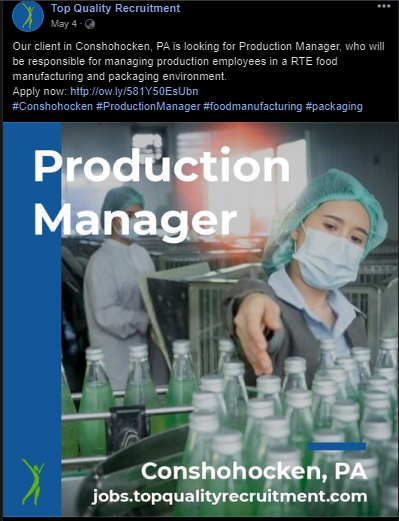 Top Quality Recruitment
May 4 ·
Our client in Conshohocken, PA is looking for Production Manager, who will
be responsible for managing production employees in a RTE food
manufacturing and packaging environment.
Apply now: http://ow.ly/581Y50EsUbn
#Conshohocken #ProductionManager #foodmanufacturing #packaging
Production
Manager
Conshohocken, PA
jobs.topqualityrecruitment.com